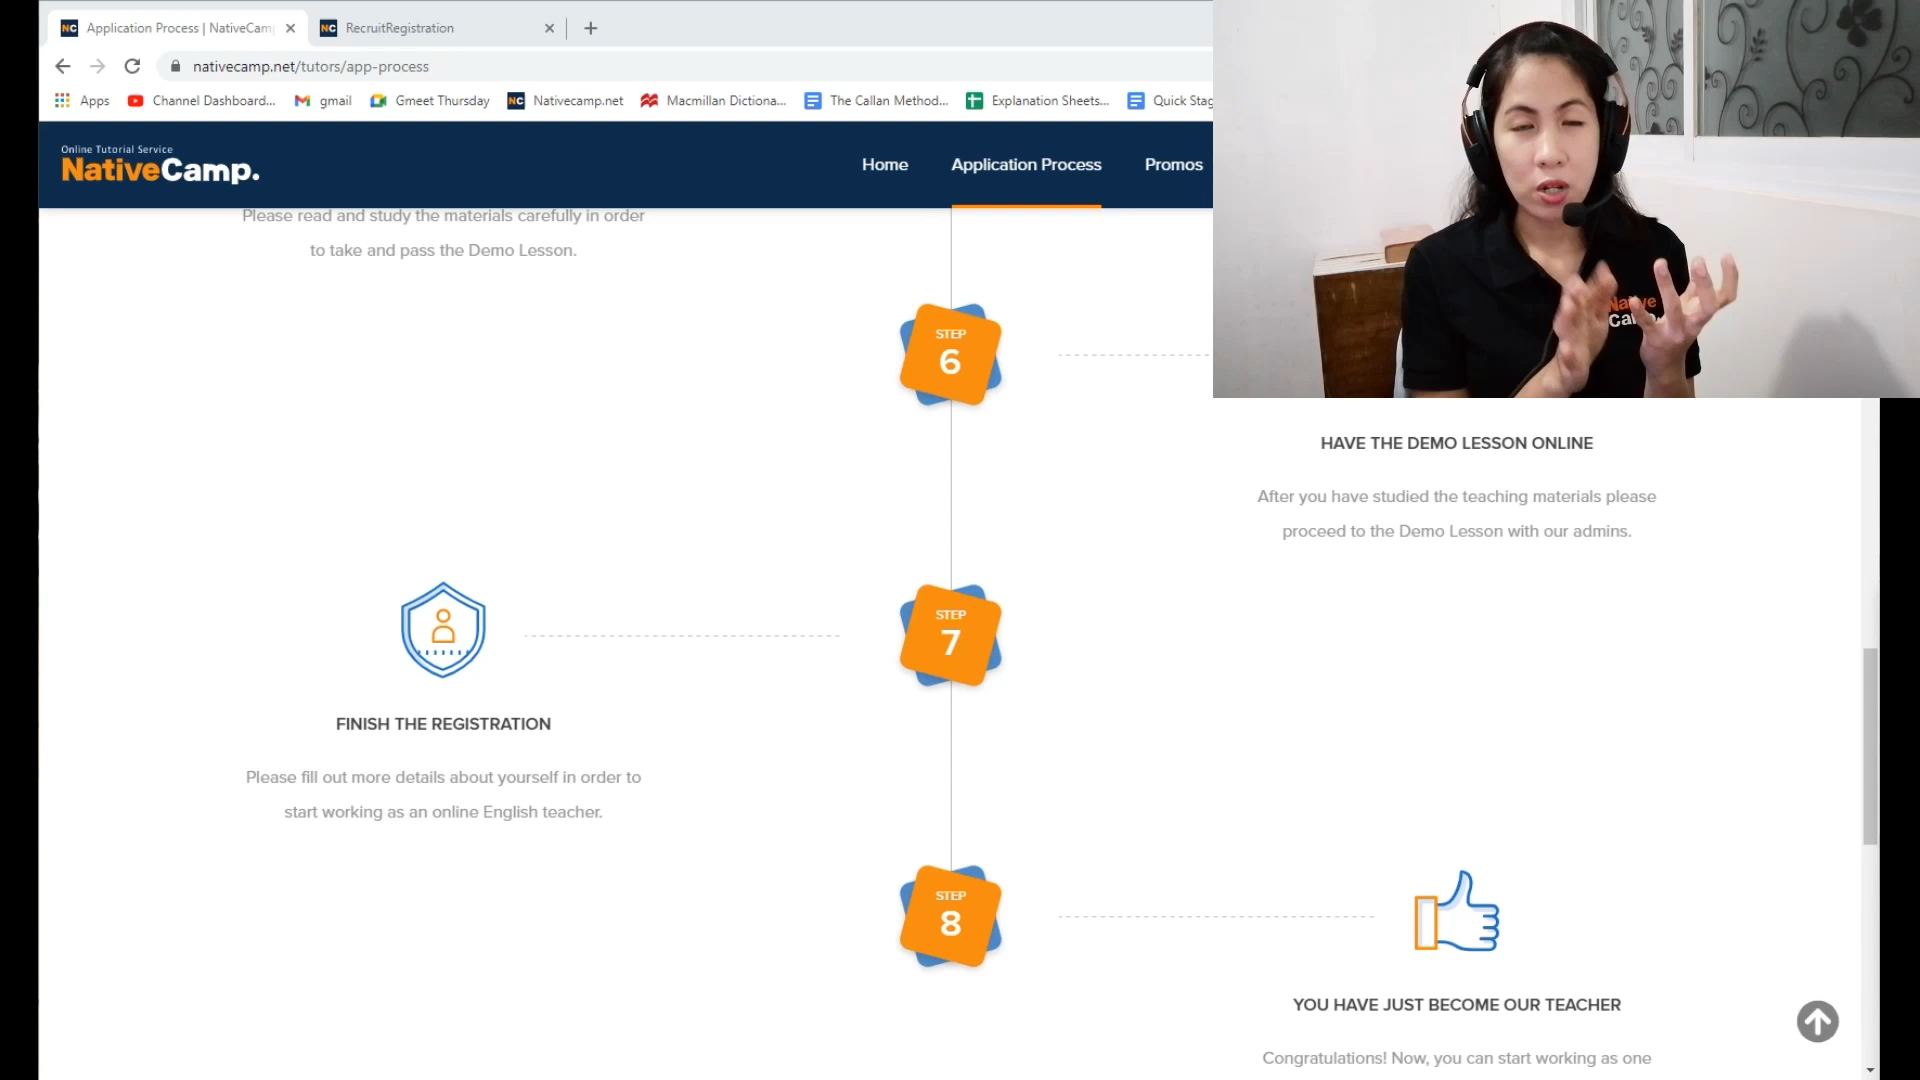 NC Application Process | NativeCam
NC RecruitRegistration
nativecamp.net/tutors/app-process
Apps
Channel Dashboard...
gmail
Gmeet Thursday
NC Nativecamp.net
Macmillan Dictiona...
The Callan Method...
Explanation Sheets...
Quick Stag
Online Tutorial Service
NativeCamp.
Home
Application Process
Promos
Please read and study the materials carefully in order
to take and pass the Demo Lesson.
STEP
6
HAVE THE DEMO LESSON ONLINE
After you have studied the teaching materials please
proceed to the Demo Lesson with our admins.
STEP
7
FINISH THE REGISTRATION
Please fill out more details about yourself in order to
start working as an online English teacher.
STEP
8
YOU HAVE JUST BECOME OUR TEACHER
Congratulations! Now, you can start working as one